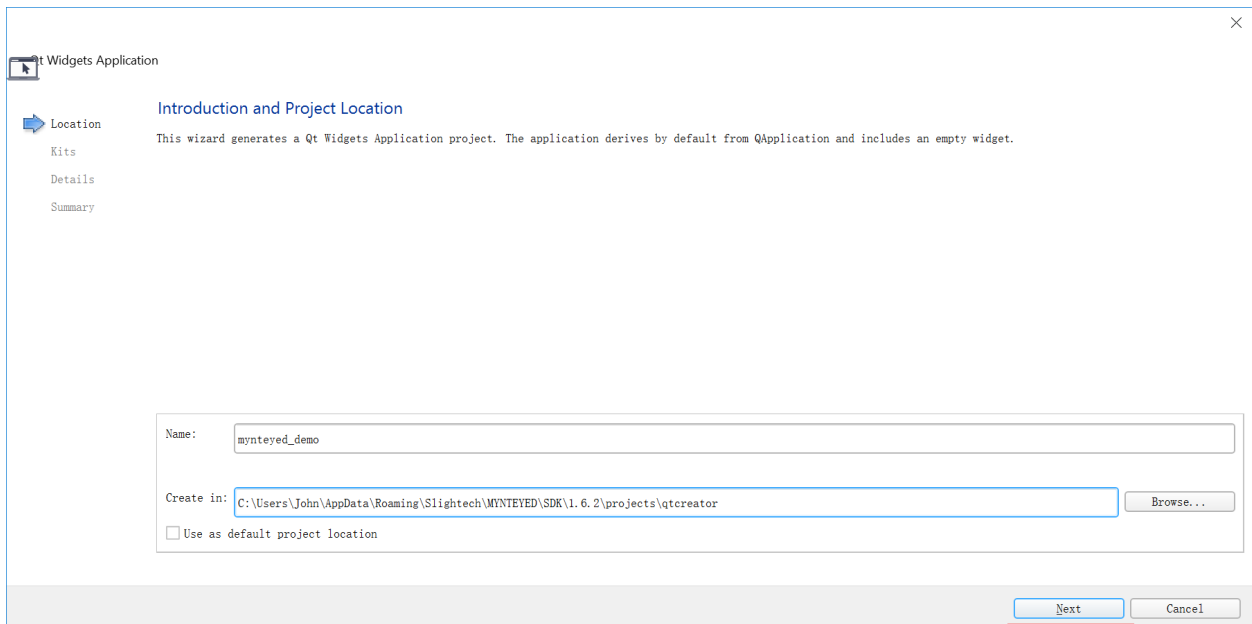 Qt Widgets Application
Location
Kits
Details
Summary
Introduction and Project Location
This wizard generates a Qt Widgets Application project. The application derives by default from QApplication and includes an empty widget.
Name:
mynteyed_demo
Create in:
C:\Users\John\AppData\Roaming\Slightech\MYNTEYED\SDK\1.6.2\projects\qtcreator
Browse...
Use as default project location
Next
Cancel